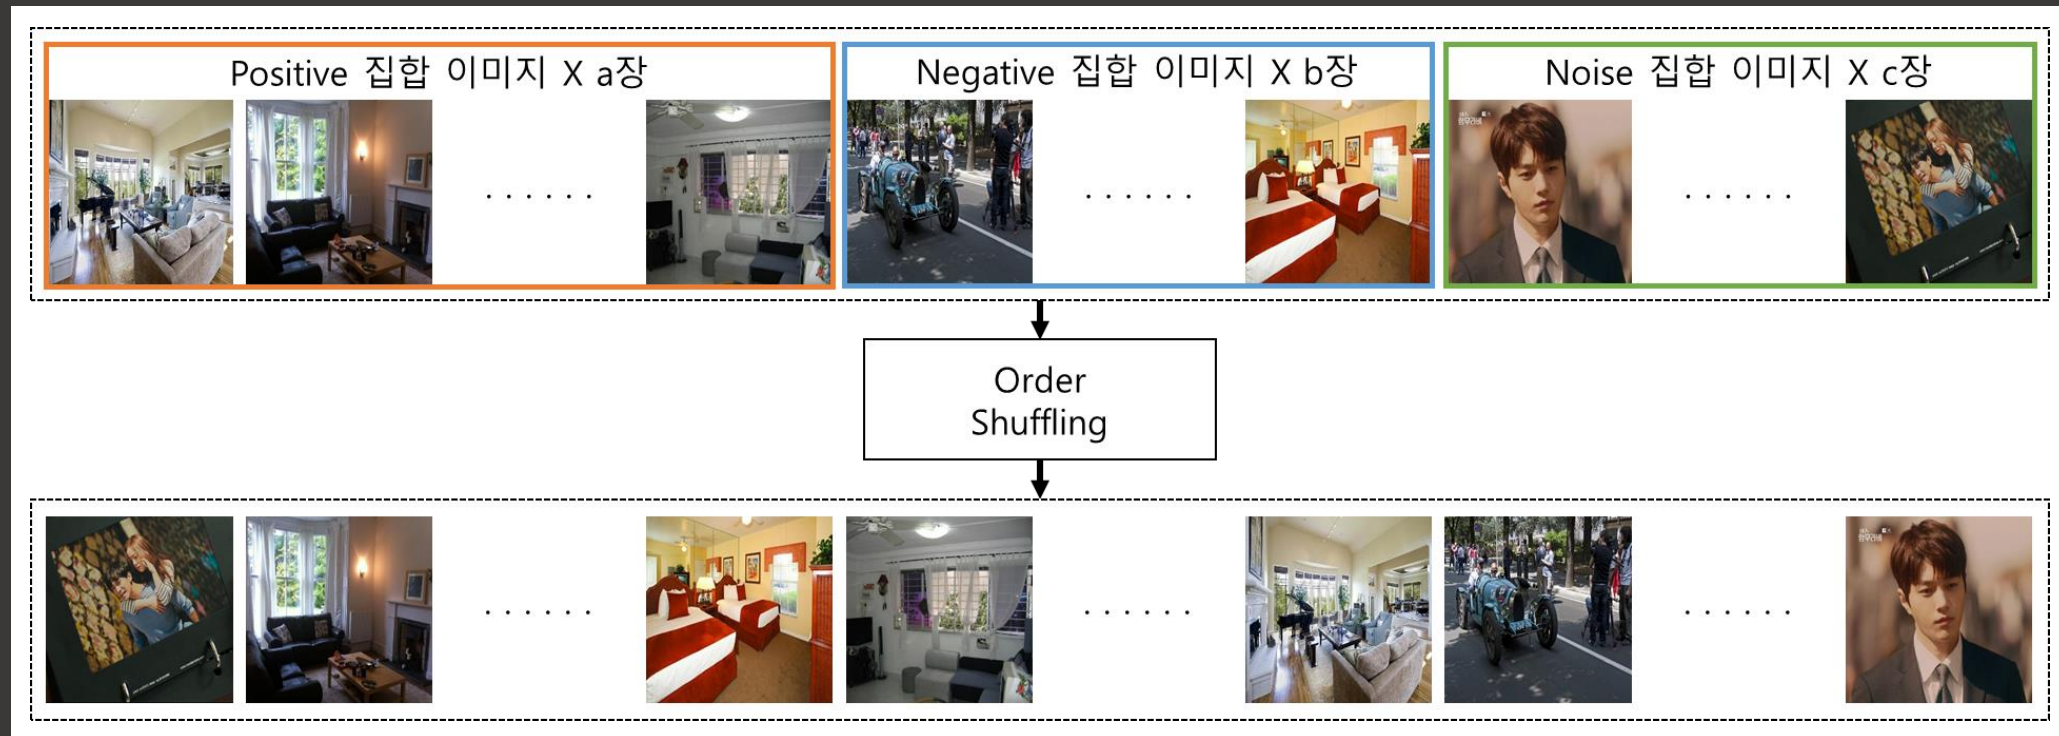 Positive 집합 이미지 X a장
Negative 집합 이미지 X b장
Noise 집합 이미지 X c장
. . . . . .
. . . . . .
. . . . . .
Order
Shuffling
. . . . . .
. . . . . .
. . . . . .